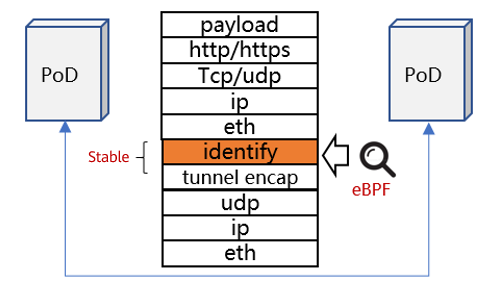 payload
http/https
PoD
Tcp/udp
PoD
ip
eth
Stable
identify
tunnel encap
eBPF
udp
ip
eth